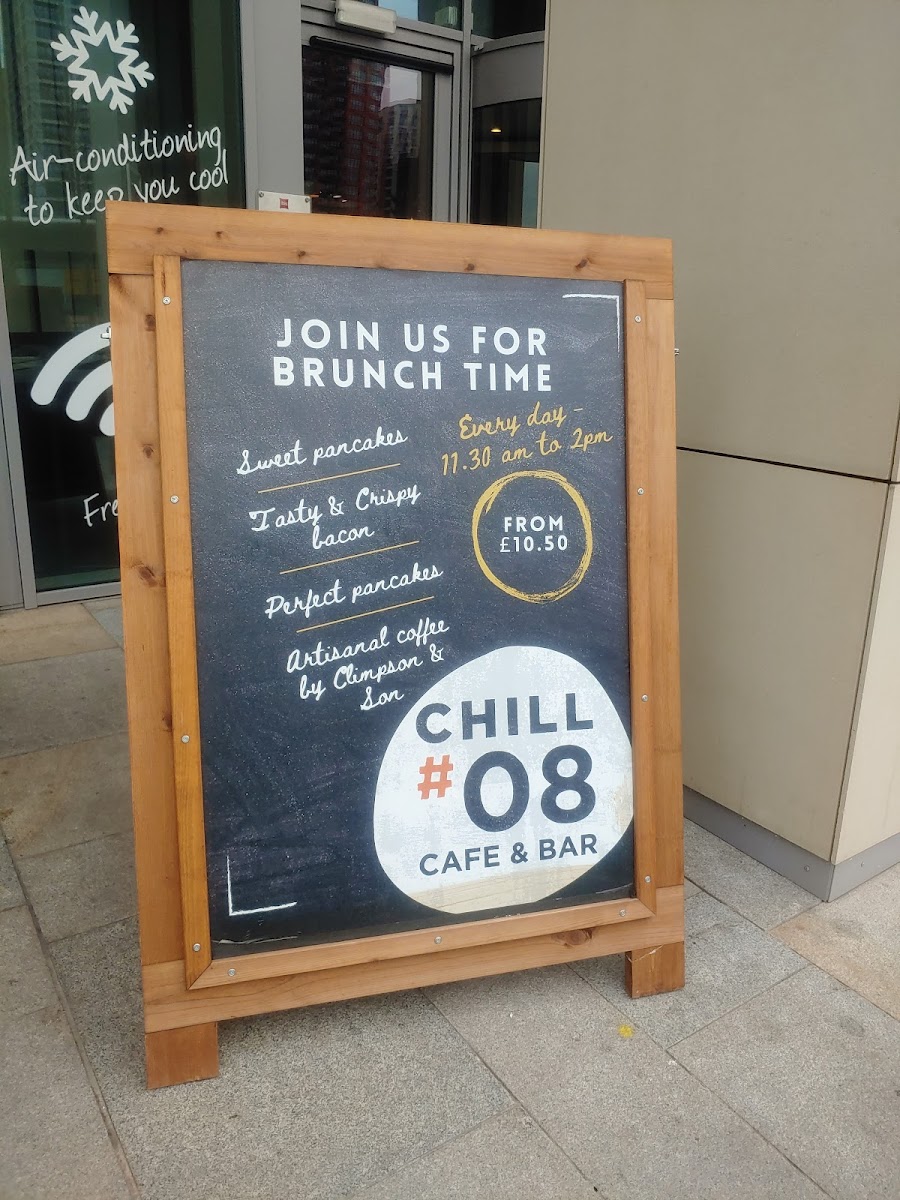 Air-conditioning
to keep you cool
Fre
JOIN US FOR
BRUNCH TIME
Every day -
11.30 am to 2pm
Sweet pancakes
Tasty & Crispy
bacon
FROM
£10.50
Perfect pancakes
Artisanal coffee
by Climpson &
Son
CHILL
#08
CAFE & BAR